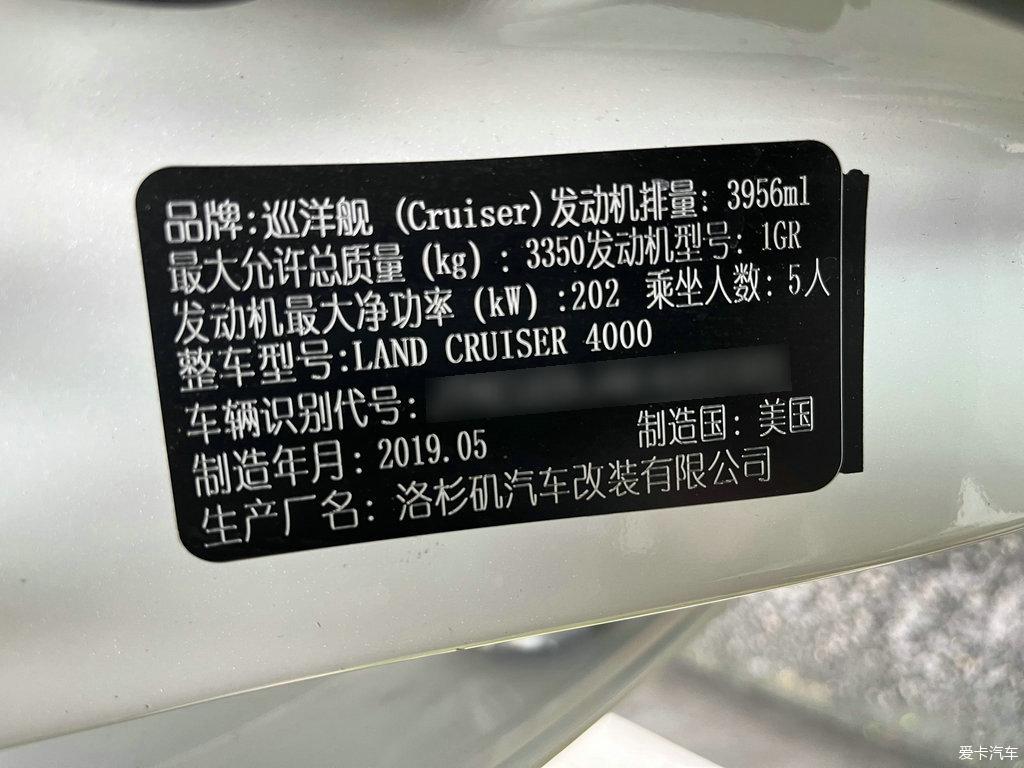 品牌:巡洋舰 (Cruiser)发动机排量: 3956ml
最大允许总质量 (kg) : 3350发动机型号: 1GR
发动机最大净功率 (kW) :202 乘坐人数: 5人
整车型号:LAND CRUISER 4000
车辆识别代号:
制造年月: 2019.05 制造国: 美国
生产厂名: 洛杉矶汽车改装有限公司
爱卡汽车